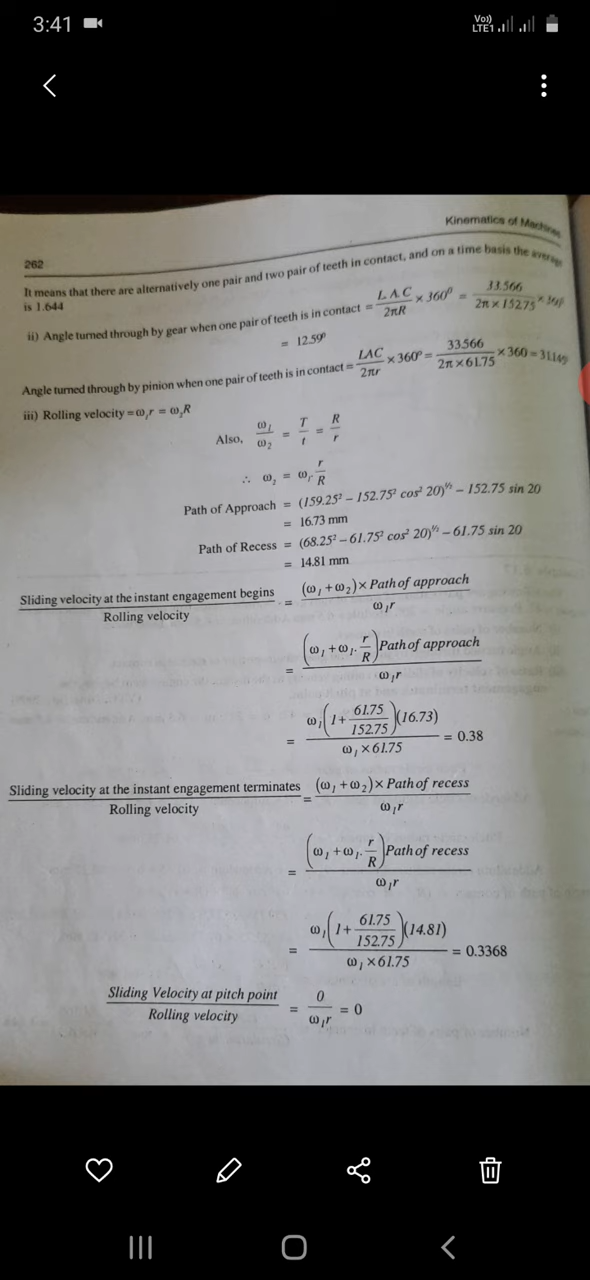 3:41
Vo))
LTE1
Kinematics of Machines
262
It means that there are alternatively one pair and two pair of teeth in contact, and on a time basis the average
is 1.644
ii) Angle turned through by gear when one pair of teeth is in contact = L.A.C / 2πR × 360⁰ = 33.566 / 2π × 152.75 × 360
= 12.59⁰
Angle turned through by pinion when one pair of teeth is in contact = LAC / 2πr × 360° = 33.566 / 2π × 61.75 × 360 =
iii) Rolling velocity = ω₁r = ω₂R
Also, ω₁ / ω₂ = T / t = R / r
∴ ω₂ = ω₁. r / R
Path of Approach = (159.25² − 152.75² cos² 20)^½ − 152.75 sin 20
= 16.73 mm
Path of Recess = (68.25² − 61.75² cos² 20)^½ − 61.75 sin 20
= 14.81 mm
Sliding velocity at the instant engagement begins / Rolling velocity = (ω₁ + ω₂) × Path of approach / ω₁r
= (ω₁ + ω₁. r / R) Path of approach / ω₁r
= ω₁(1 + 61.75 / 152.75)(16.73) / ω₁ × 61.75 = 0.38
Sliding velocity at the instant engagement terminates / Rolling velocity = (ω₁ + ω₂) × Path of recess / ω₁r
= (ω₁ + ω₁. r / R) Path of recess / ω₁r
= ω₁(1 + 61.75 / 152.75)(14.81) / ω₁ × 61.75 = 0.3368
Sliding Velocity at pitch point / Rolling velocity = 0 / ω₁r = 0